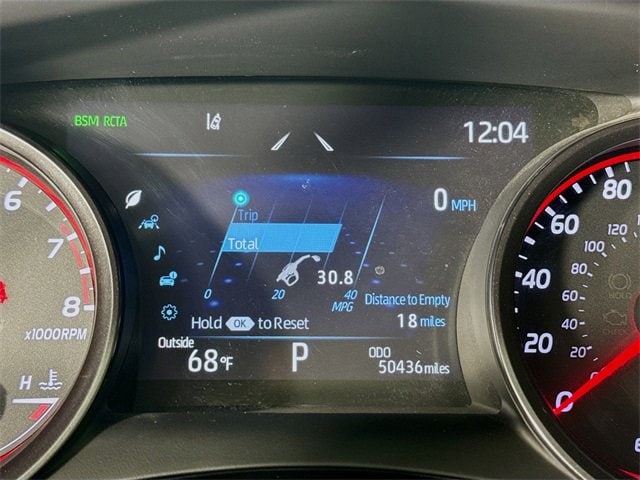 BSM RCTA
12:04
0 MPH
Trip
Total
30.8
0 20 40
MPG
Distance to Empty
18 miles
Hold OK to Reset
Outside
68°F
P
ODO
50436 miles
6
7
8
x1000RPM
H
80
60
40
20
0
120
100
80
60
40
20
HOLD
CHECK